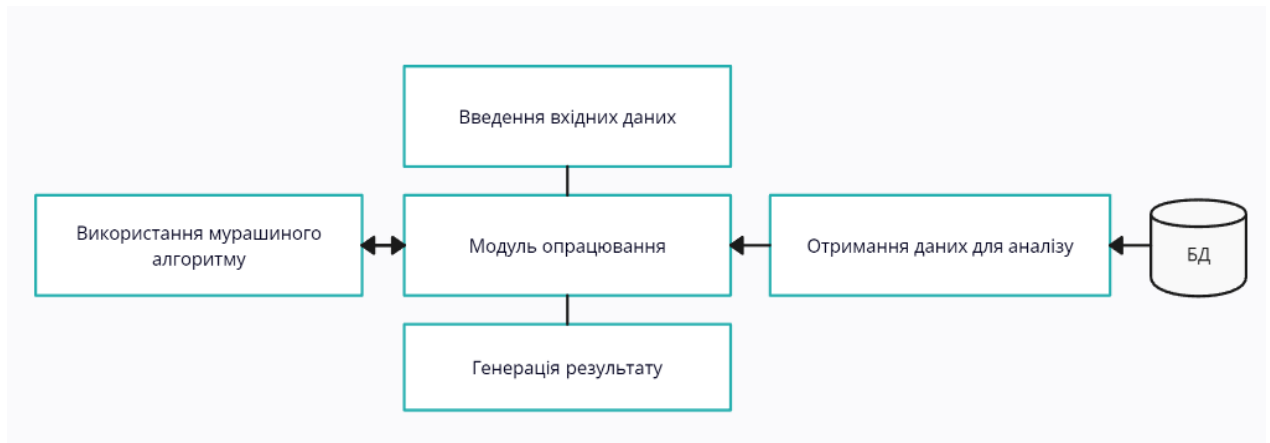 Введення вхідних даних
Використання мурашиного
алгоритму
Модуль опрацювання
Отримання даних для аналізу
БД
Генерація результату